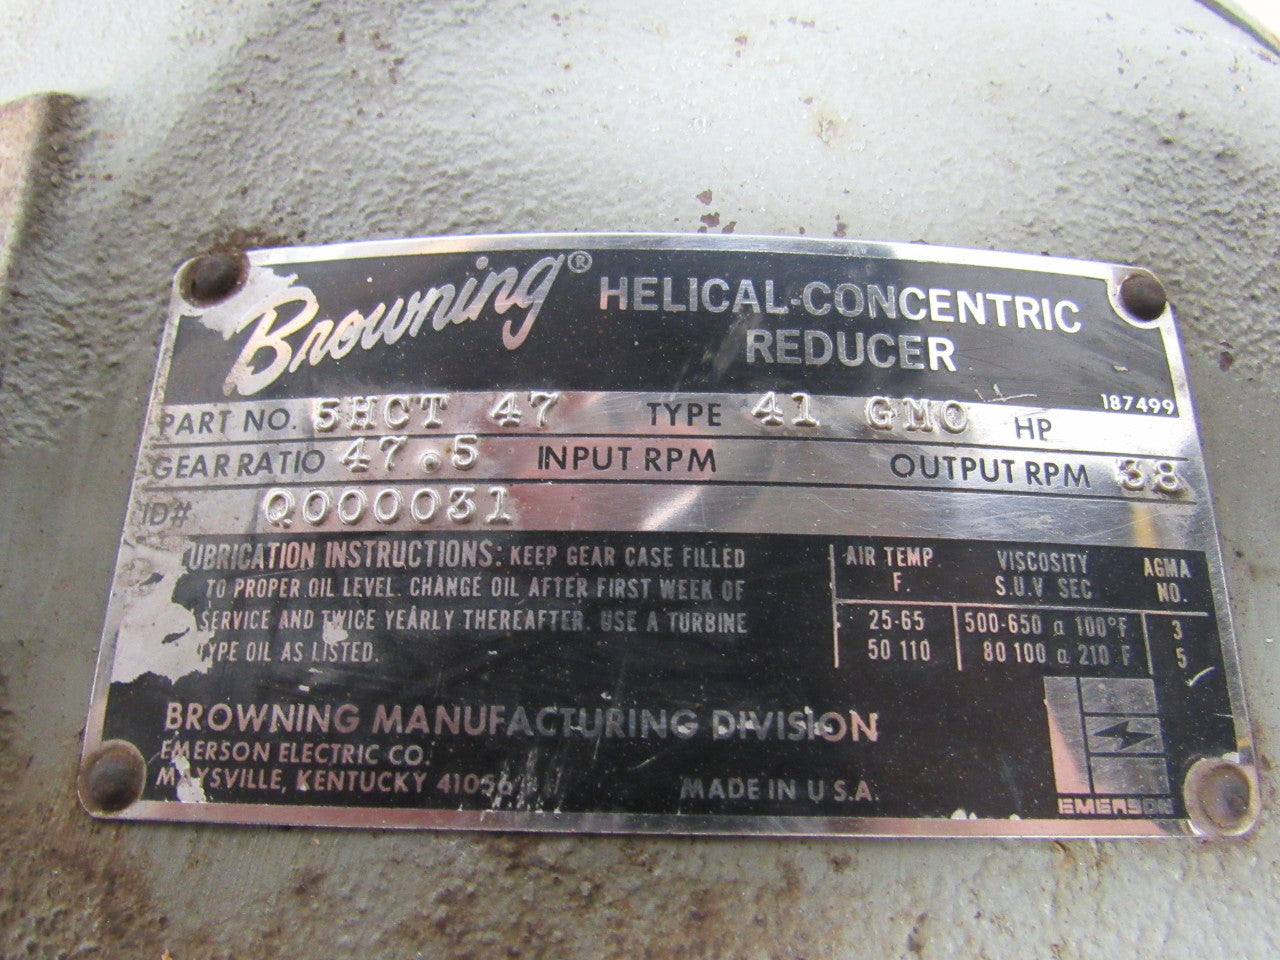 Browning® HELICAL-CONCENTRIC
REDUCER
187499
PART NO. 5HCT 47 TYPE 41 GMO HP
GEAR RATIO 47.5 INPUT RPM OUTPUT RPM 38
ID# Q000031
UBRICATION INSTRUCTIONS: KEEP GEAR CASE FILLED
TO PROPER OIL LEVEL. CHANGE OIL AFTER FIRST WEEK OF
SERVICE AND TWICE YEARLY THEREAFTER. USE A TURBINE
TYPE OIL AS LISTED.
AIR TEMP. VISCOSITY AGMA
F. S.U.V SEC NO.
25-65 500-650 a 100°F 3
50 110 80 100 a 210 F 5
BROWNING MANUFACTURING DIVISION
EMERSON ELECTRIC CO.
MAYSVILLE, KENTUCKY 41056
MADE IN U S.A.
EMERSON